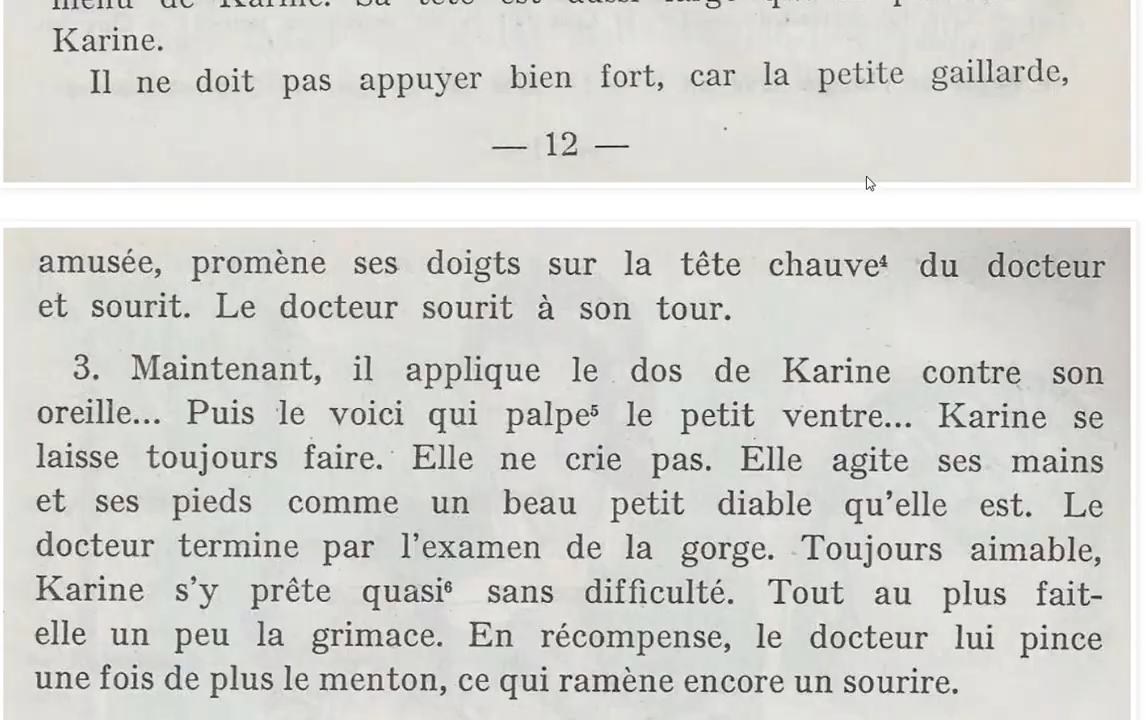 Karine.
Il ne doit pas appuyer bien fort, car la petite gaillarde,
— 12 —
amusée, promène ses doigts sur la tête chauve⁴ du docteur
et sourit. Le docteur sourit à son tour.
3. Maintenant, il applique le dos de Karine contre son
oreille... Puis le voici qui palpe⁵ le petit ventre... Karine se
laisse toujours faire. Elle ne crie pas. Elle agite ses mains
et ses pieds comme un beau petit diable qu'elle est. Le
docteur termine par l'examen de la gorge. Toujours aimable,
Karine s'y prête quasi⁶ sans difficulté. Tout au plus fait-
elle un peu la grimace. En récompense, le docteur lui pince
une fois de plus le menton, ce qui ramène encore un sourire.